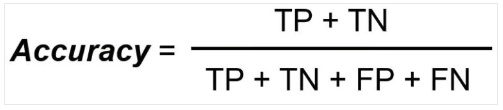 TP + TN
Accuracy =
TP + TN + FP + FN